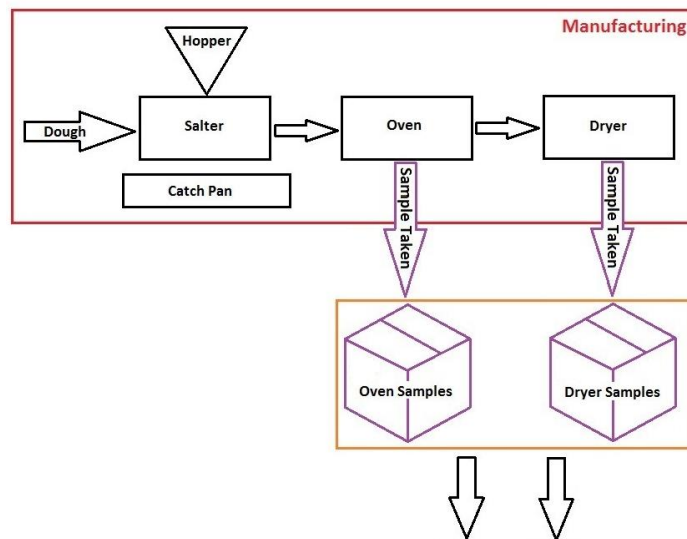 Manufacturing
Hopper
Dough
Salter
Oven
Dryer
Catch Pan
Sample Taken
Sample Taken
Oven Samples
Dryer Samples